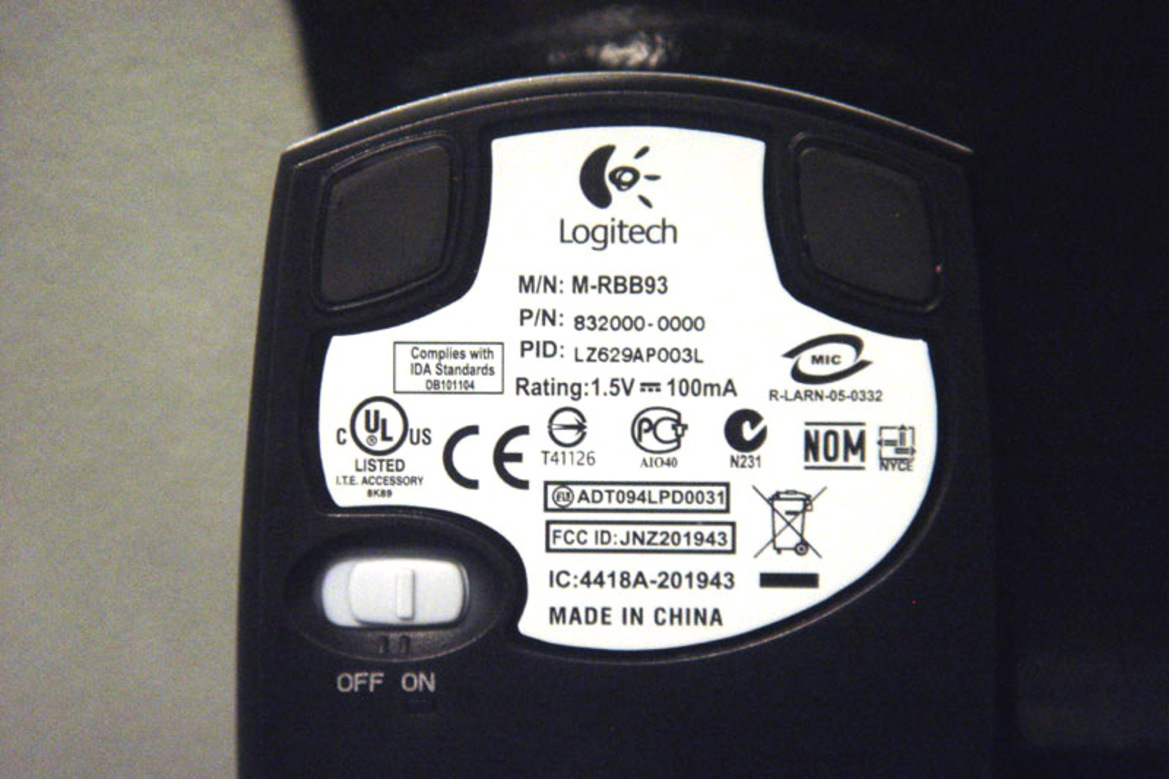 Logitech
M/N: M-RBB93
P/N: 832000-0000
PID: LZ629AP003L
Rating:1.5V 100mA
Complies with
IDA Standards
DB101104
MIC
R-LARN-05-0332
C UL US
®
LISTED
I.T.E. ACCESSORY
8K89
CE
T41126
PCT
AIO40
N231
NOM
NYCE
ADT094LPD0031
FCC ID:JNZ201943
IC:4418A-201943
MADE IN CHINA
OFF ON